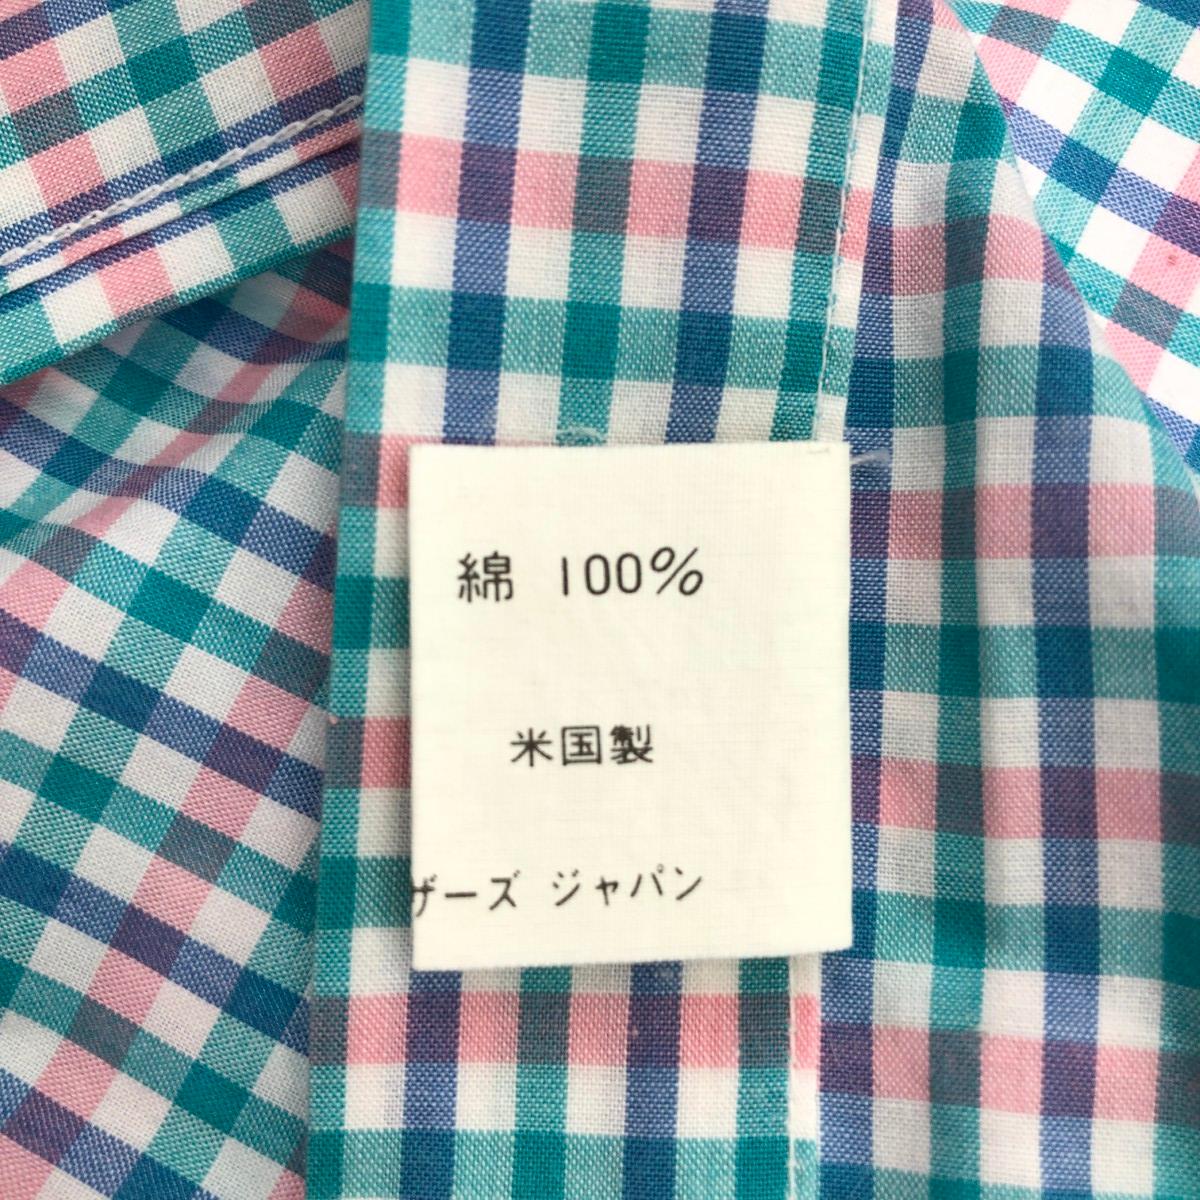 綿 100%
米国製
ザーズ ジャパン